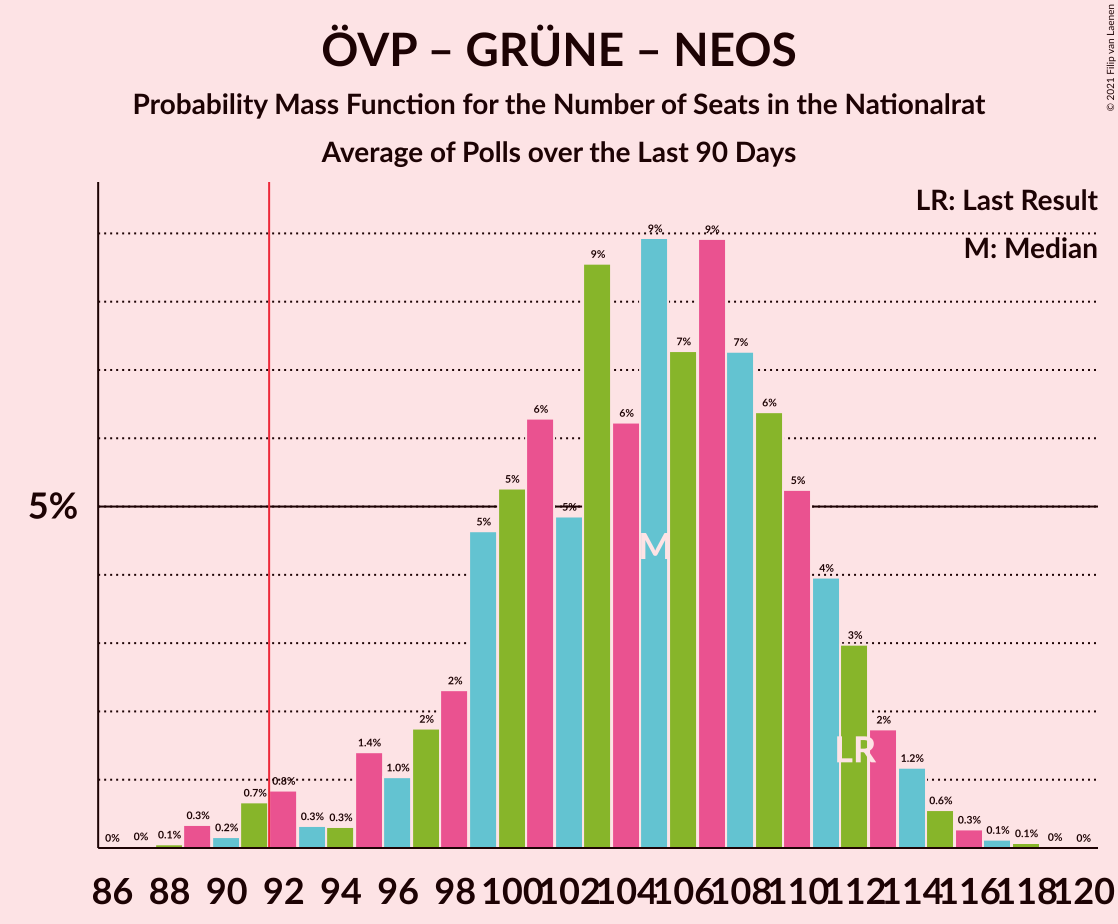 ÖVP – GRÜNE – NEOS
Probability Mass Function for the Number of Seats in the Nationalrat
Average of Polls over the Last 90 Days
© 2021 Filip van Laenen
LR: Last Result
M: Median
5%
0% 0% 0.1% 0.3% 0.2% 0.7% 0.8% 0.3% 0.3% 1.4% 1.0% 2% 2% 5% 5% 6% 5% 9% 6% 9% 7% 9% 7% 6% 5% 4% 3% 2% 1.2% 0.6% 0.3% 0.1% 0.1% 0% 0%
M
LR
86 88 90 92 94 96 98 100 102 104 106 108 110 112 114 116 118 120